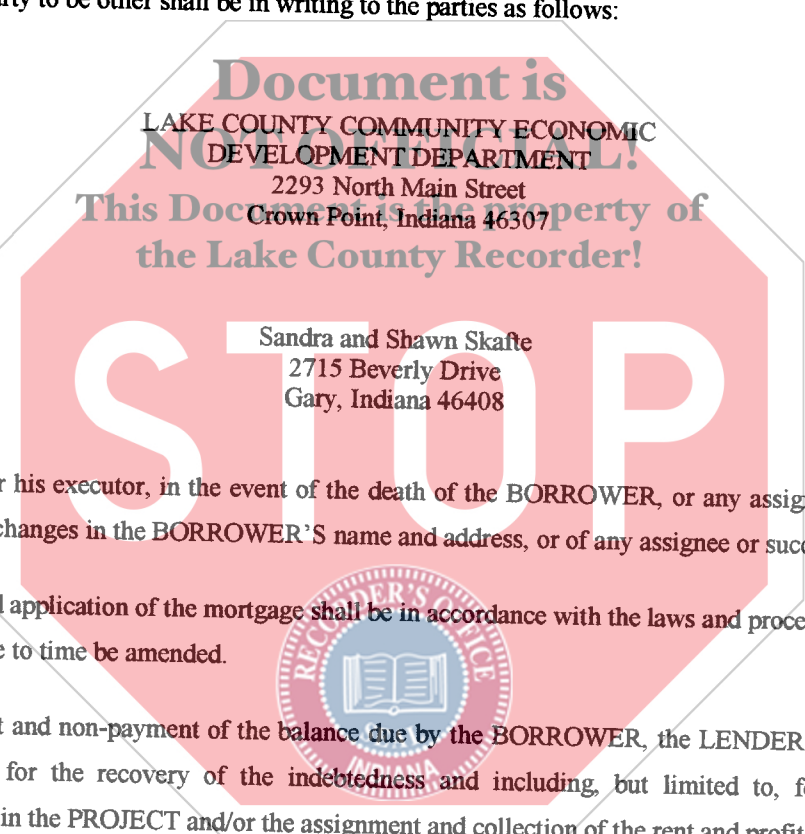 rty to be other shall be in writing to the parties as follows:
Document is
LAKE COUNTY COMMUNITY ECONOMIC
NOT OFFICIAL!
DEVELOPMENT DEPARTMENT
2293 North Main Street
This Document is the property of
Crown Point, Indiana 46307
the Lake County Recorder!
Sandra and Shawn Skafte
2715 Beverly Drive
Gary, Indiana 46408
STOP
r his executor, in the event of the death of the BORROWER, or any assig
changes in the BORROWER'S name and address, or of any assignee or succ
l application of the mortgage shall be in accordance with the laws and proce
e to time be amended.
RECORDER'S OFFICE
t and non-payment of the balance due by the BORROWER, the LENDER
INDIANA
for the recovery of the indebtedness and including, but limited to, f
in the PROJECT and/or the assignment and collection of the rent and profi